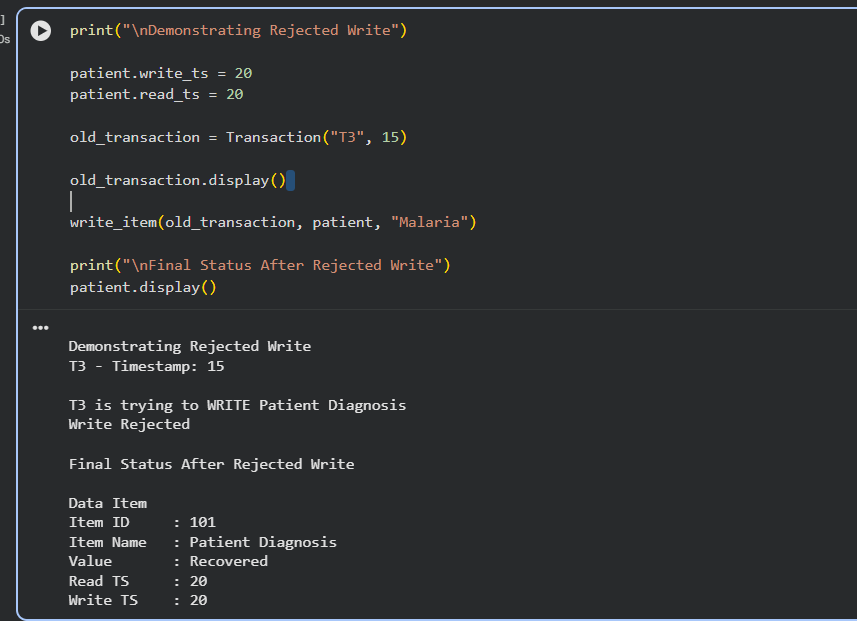 ]
0s
print("\nDemonstrating Rejected Write")
patient.write_ts = 20
patient.read_ts = 20
old_transaction = Transaction("T3", 15)
old_transaction.display()
write_item(old_transaction, patient, "Malaria")
print("\nFinal Status After Rejected Write")
patient.display()
Demonstrating Rejected Write
T3 - Timestamp: 15
T3 is trying to WRITE Patient Diagnosis
Write Rejected
Final Status After Rejected Write
Data Item
Item ID     : 101
Item Name   : Patient Diagnosis
Value       : Recovered
Read TS     : 20
Write TS    : 20